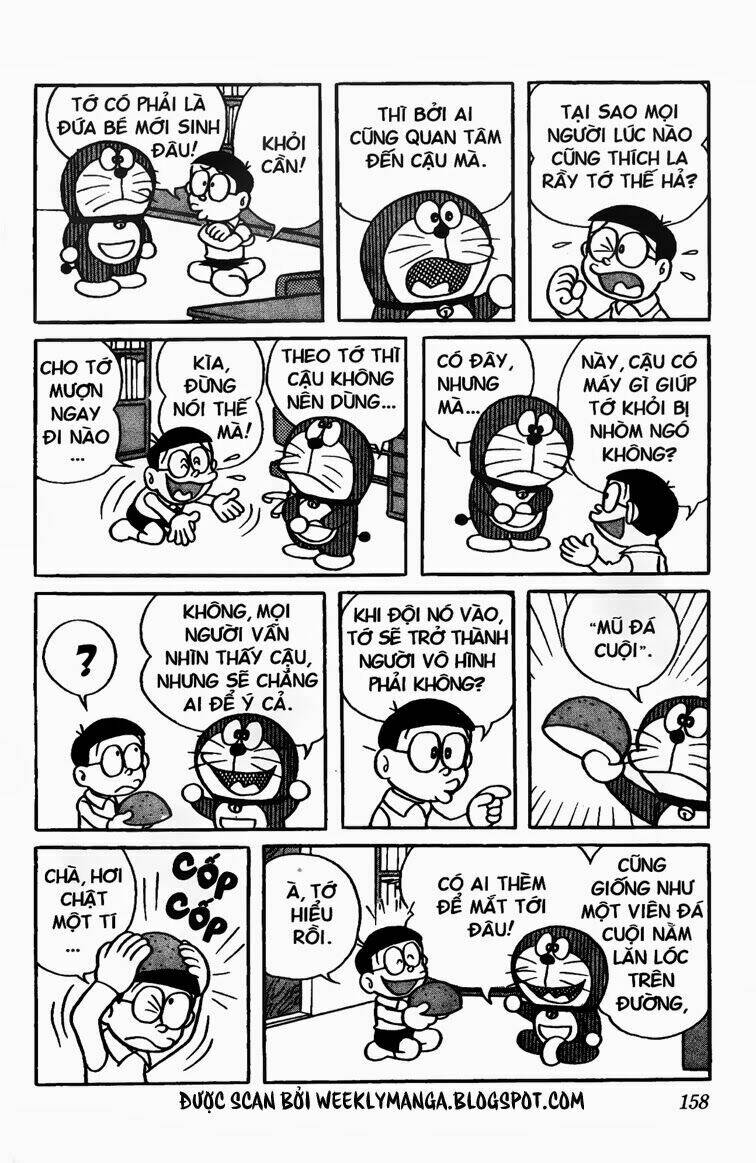 TẠI SAO MỌI
NGƯỜI LÚC NÀO
CŨNG THÍCH LA
RẦY TỚ THẾ HẢ?
THÌ BỞI AI
CŨNG QUAN TÂM
ĐẾN CẬU MÀ.
KHỎI
CẦN!
TỚ CÓ PHẢI LÀ
ĐỨA BÉ MỚI SINH
ĐÂU!
NÀY, CẬU CÓ
MÁY GÌ GIÚP
TỚ KHỎI BỊ
NHÒM NGÓ
KHÔNG?
CÓ ĐÂY,
NHƯNG
MÀ...
THEO TỚ THÌ
CẬU KHÔNG
NÊN DÙNG...
KÌA,
ĐỪNG
NÓI THẾ
MÀ!
CHO TỚ
MƯỢN
NGAY
ĐI NÀO
...
"MŨ ĐÁ
CUỘI".
KHI ĐỘI NÓ VÀO,
TỚ SẼ TRỞ THÀNH
NGƯỜI VÔ HÌNH
PHẢI KHÔNG?
KHÔNG, MỌI
NGƯỜI VẪN
NHÌN THẤY CẬU,
NHƯNG SẼ CHẲNG
AI ĐỂ Ý CẢ.
?
CŨNG
GIỐNG NHƯ
MỘT VIÊN ĐÁ
CUỘI NẰM
LĂN LÓC
TRÊN
ĐƯỜNG,
CÓ AI THÈM
ĐỂ MẮT TỚI
ĐÂU!
À, TỚ
HIỂU
RỒI.
CỐP
CỐP
CHÀ, HƠI
CHẬT
MỘT TÍ
...
ĐƯỢC SCAN BỞI WEEKLYMANGA.BLOGSPOT.COM
158